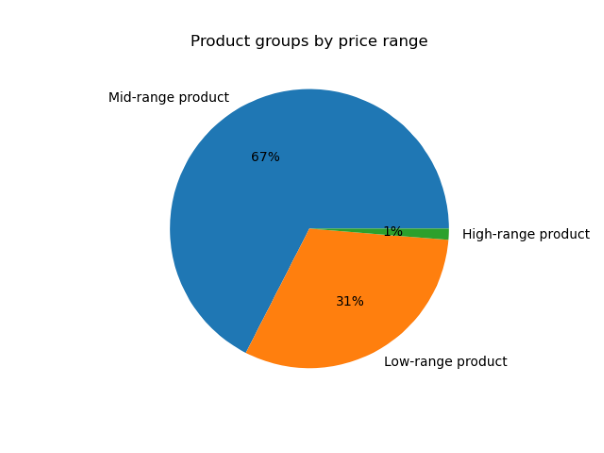 Product groups by price range
Mid-range product
67%
1%
High-range product
31%
Low-range product